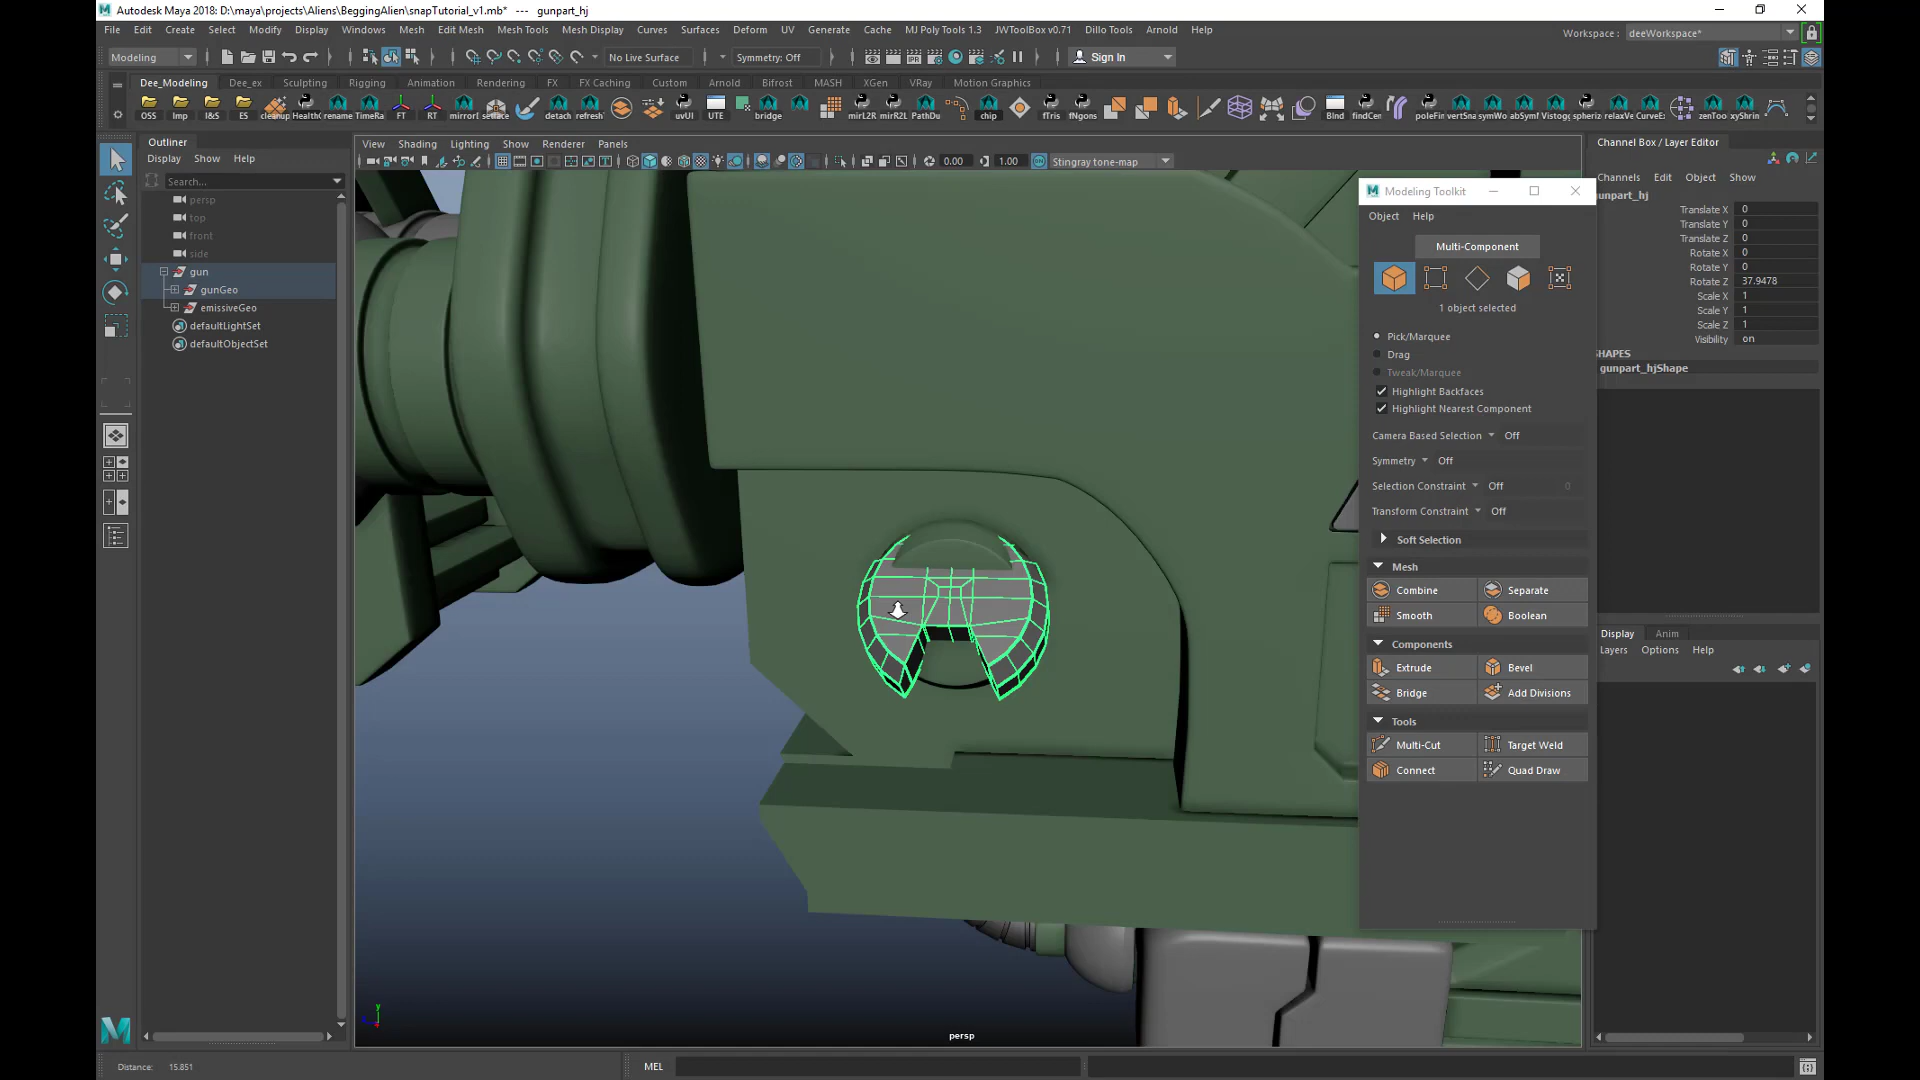 Autodesk Maya 2018: D:\maya\projects\Aliens\BeggingAlien\snapTutorial_v1.mb* --- gunpart_hj
File Edit Create Select Modify Display Windows Mesh Edit Mesh Mesh Tools Mesh Display Curves Surfaces Deform UV Generate Cache MJ Poly Tools 1.3 JWToolBox v0.71 Dillo Tools Arnold Help
Workspace : deeWorkspace*
Modeling No Live Surface Symmetry: Off Sign In
Dee_Modeling Dee_ex Sculpting Rigging Animation Rendering FX FX Caching Custom Arnold Bifrost MASH XGen VRay Motion Graphics
OSS Imp I&S ES cleanup HealthC rename TimeRa FT RT mirorI detach refresh uvUI UTE bridge mirL2R mirR2L PathDu chip fTris fNgons Bend findCen poleFin vertSna symWo abSymf Vistog spheriz relaxVe CurveEx zenToo xyShrin
Outliner
Display Show Help
Search...
persp
top
front
side
gun
gunGeo
emissiveGeo
defaultLightSet
defaultObjectSet
View Shading Lighting Show Renderer Panels
0.00 1.00 Stingray tone-map
persp
y
Modeling Toolkit
Object Help
Multi-Component
1 object selected
Pick/Marquee
Drag
Tweak/Marquee
Highlight Backfaces
Highlight Nearest Component
Camera Based Selection Off
Symmetry Off
Selection Constraint Off 0
Transform Constraint Off
Soft Selection
Mesh
Combine Separate
Smooth Boolean
Components
Extrude Bevel
Bridge Add Divisions
Tools
Multi-Cut Target Weld
Connect Quad Draw
Channel Box / Layer Editor
Channels Edit Object Show
unpart_hj
Translate X 0
Translate Y 0
Translate Z 0
Rotate X 0
Rotate Y 0
Rotate Z 37.9478
Scale X 1
Scale Y 1
Scale Z 1
Visibility on
SHAPES
gunpart_hjShape
Display Anim
Layers Options Help
Distance: 15.851
MEL